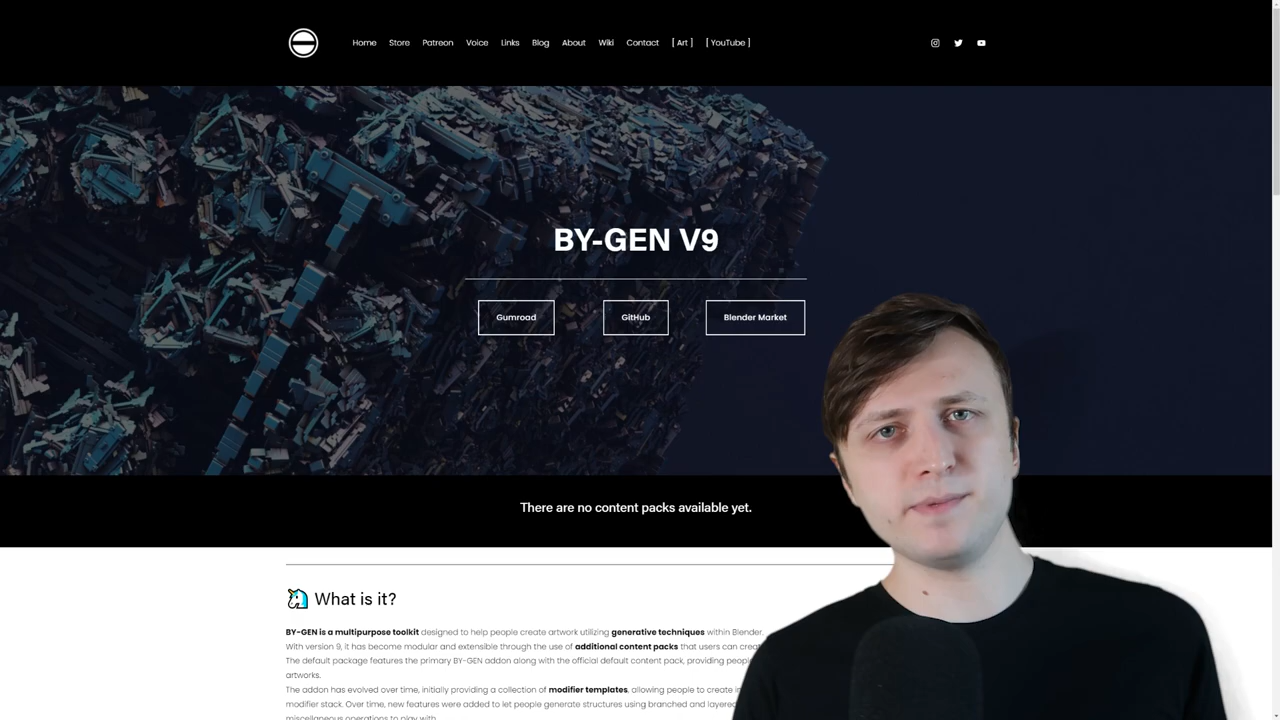 Home Store Patreon Voice Links Blog About Wiki Contact [ Art ] [ YouTube ]
BY-GEN V9
Gumroad GitHub Blender Market
There are no content packs available yet.
🦄 What is it?
BY-GEN is a multipurpose toolkit designed to help people create artwork utilizing generative techniques within Blender.
With version 9, it has become modular and extensible through the use of additional content packs that users can
The default package features the primary BY-GEN addon along with the official default content pack, providing
artworks.
The addon has evolved over time, initially providing a collection of modifier templates, allowing people to create
modifier stack. Over time, new features were added to let people generate structures using branched and layered
miscellaneous operations to play with.